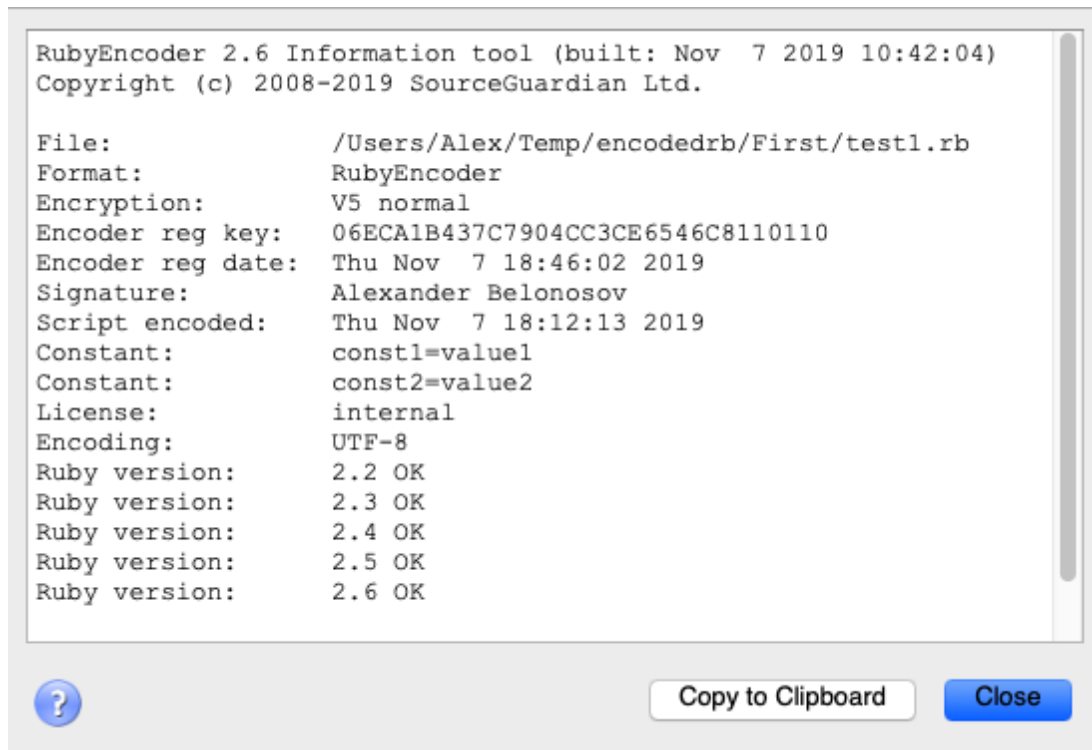 RubyEncoder 2.6 Information tool (built: Nov  7 2019 10:42:04)
Copyright (c) 2008-2019 SourceGuardian Ltd.
File: /Users/Alex/Temp/encodedrb/First/test1.rb
Format: RubyEncoder
Encryption: V5 normal
Encoder reg key: 06ECA1B437C7904CC3CE6546C8110110
Encoder reg date: Thu Nov  7 18:46:02 2019
Signature: Alexander Belonosov
Script encoded: Thu Nov  7 18:12:13 2019
Constant: const1=value1
Constant: const2=value2
License: internal
Encoding: UTF-8
Ruby version: 2.2 OK
Ruby version: 2.3 OK
Ruby version: 2.4 OK
Ruby version: 2.5 OK
Ruby version: 2.6 OK
? Copy to Clipboard Close